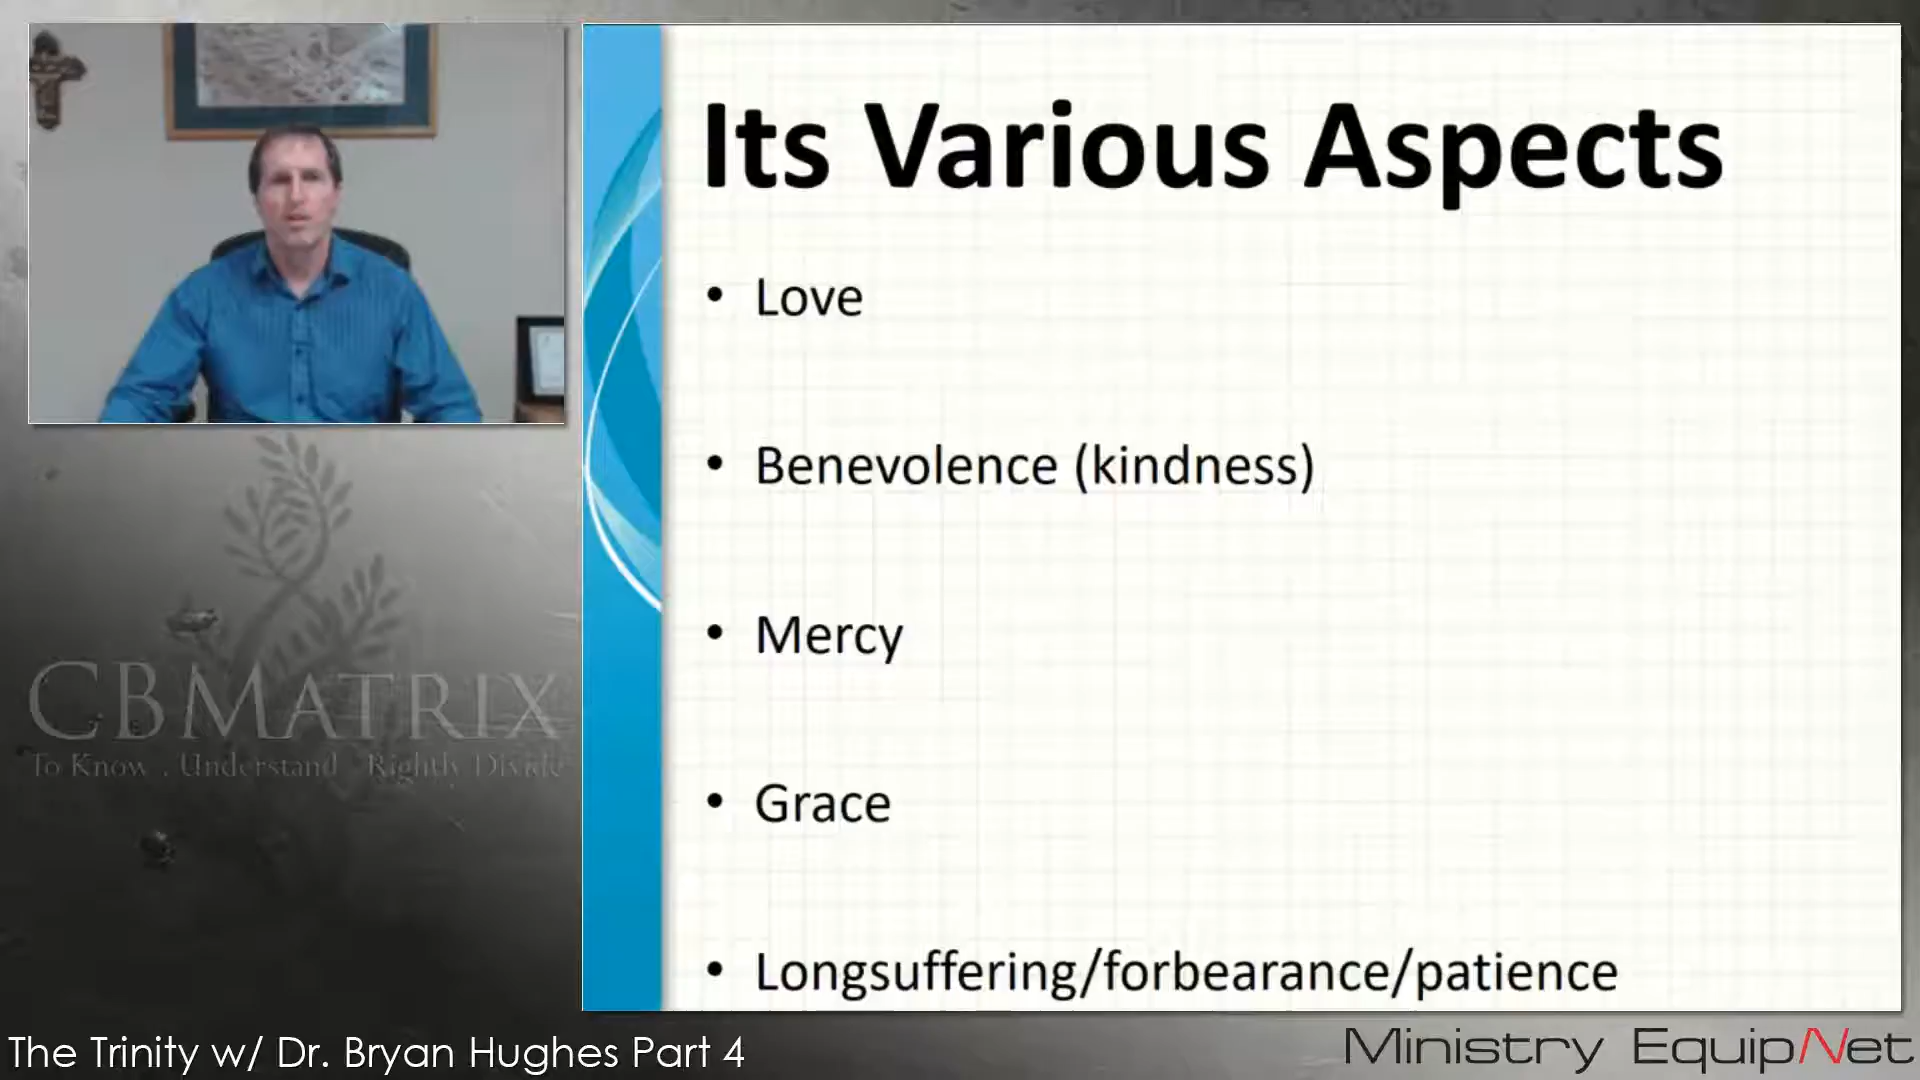 Its Various Aspects
• Love
• Benevolence (kindness)
• Mercy
• Grace
• Longsuffering/forbearance/patience
CBMATRIX
To Know . Understand . Rightly Divide
The Trinity w/ Dr. Bryan Hughes Part 4
Ministry EquipNet